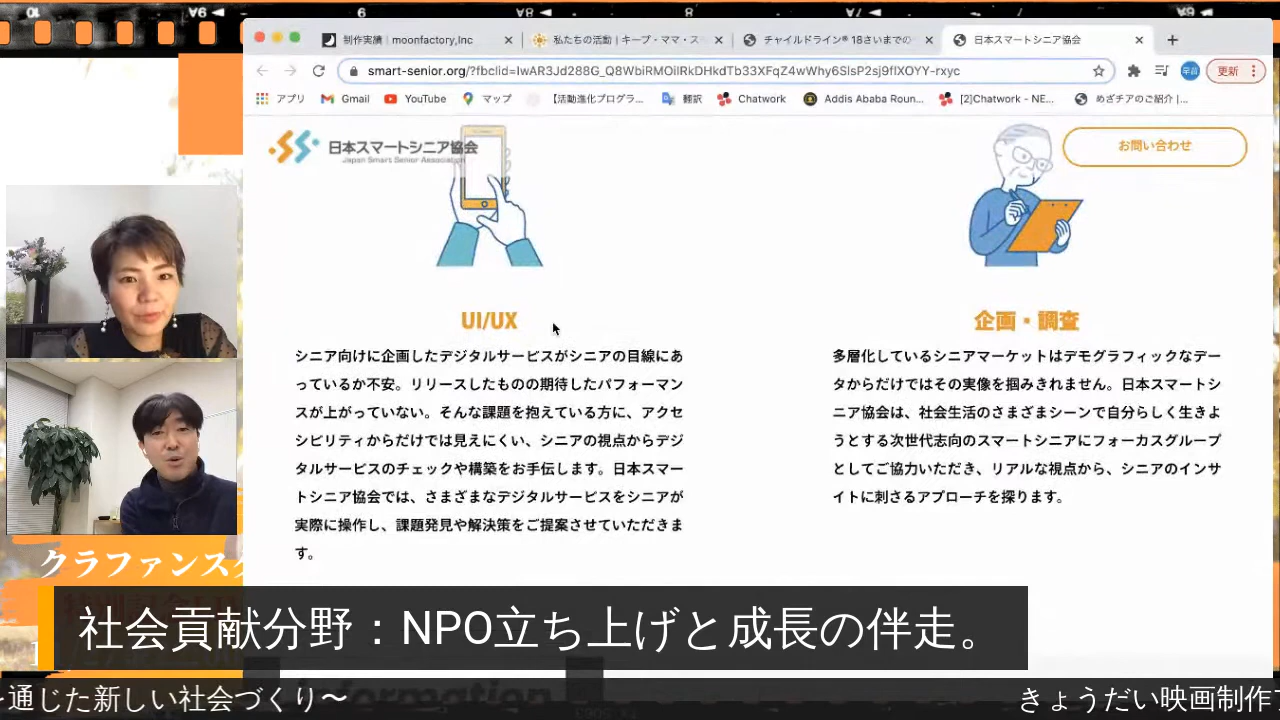 制作実績 | moonfactory,Inc
私たちの活動 | キープ・ママ・ス
チャイルドライン® 18さいまでの
日本スマートシニア協会
smart-senior.org/?fbclid=IwAR3Jd288G_Q8WbiRMOiIRkDHkdTb33XFqZ4wWhy6SlsP2sj9flXOYY-rxyc
早苗
更新
アプリ
Gmail
YouTube
マップ
【活動進化プログラ...
翻訳
Chatwork
Addis Ababa Roun...
[2]Chatwork - NE...
めざチアのご紹介 |...
日本スマートシニア協会
Japan Smart Senior Association
お問い合わせ
UI/UX
シニア向けに企画したデジタルサービスがシニアの目線にあ
っているか不安。リリースしたものの期待したパフォーマン
スが上がっていない。そんな課題を抱えている方に、アクセ
シビリティからだけでは見えにくい、シニアの視点からデジ
タルサービスのチェックや構築をお手伝します。日本スマー
トシニア協会では、さまざまなデジタルサービスをシニアが
実際に操作し、課題発見や解決策をご提案させていただきま
す。
企画・調査
多層化しているシニアマーケットはデモグラフィックなデー
タからだけではその実像を掴みきれません。日本スマートシ
ニア協会は、社会生活のさまざまシーンで自分らしく生きよ
うとする次世代志向のスマートシニアにフォーカスグループ
としてご協力いただき、リアルな視点から、シニアのインサ
イトに刺さるアプローチを探ります。
クラファンス
社会貢献分野：NPO立ち上げと成長の伴走。
information
を通じた新しい社会づくり〜
きょうだい映画制作プ